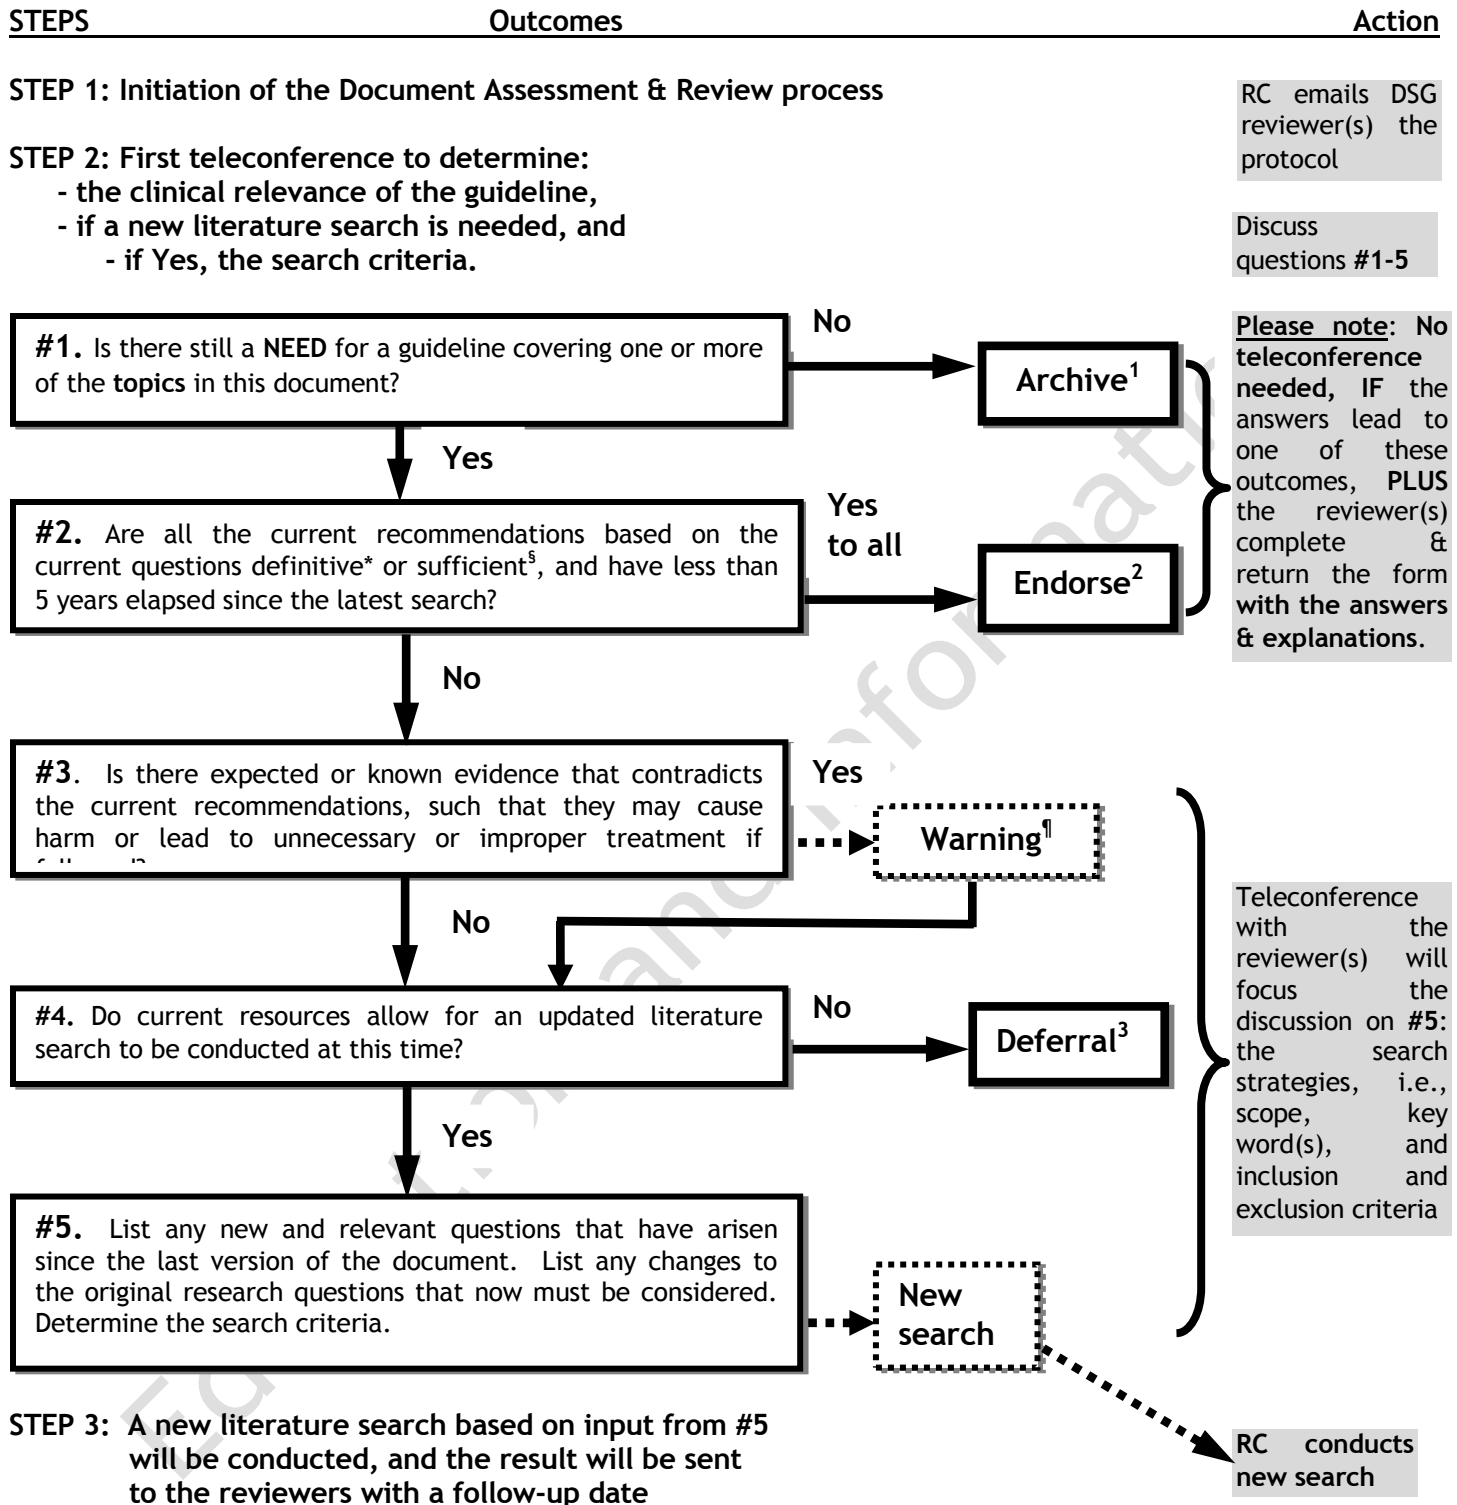 STEPS Outcomes Action
STEP 1: Initiation of the Document Assessment & Review process
RC emails DSG
reviewer(s) the
protocol
STEP 2: First teleconference to determine:
- the clinical relevance of the guideline,
- if a new literature search is needed, and
- if Yes, the search criteria.
Discuss
questions #1-5
#1. Is there still a NEED for a guideline covering one or more
of the topics in this document?
No
Archive¹
Please note: No
teleconference
needed, IF the
answers lead to
one of these
outcomes, PLUS
the reviewer(s)
complete &
return the form
with the answers
& explanations.
Yes
#2. Are all the current recommendations based on the
current questions definitive* or sufficient§, and have less than
5 years elapsed since the latest search?
Yes
to all
Endorse²
No
#3. Is there expected or known evidence that contradicts
the current recommendations, such that they may cause
harm or lead to unnecessary or improper treatment if
Yes
Warning¶
No
#4. Do current resources allow for an updated literature
search to be conducted at this time?
No
Deferral³
Teleconference
with the
reviewer(s) will
focus the
discussion on #5:
the search
strategies, i.e.,
scope, key
word(s), and
inclusion and
exclusion criteria
Yes
#5. List any new and relevant questions that have arisen
since the last version of the document. List any changes to
the original research questions that now must be considered.
Determine the search criteria.
New
search
STEP 3: A new literature search based on input from #5
will be conducted, and the result will be sent
to the reviewers with a follow-up date
RC conducts
new search